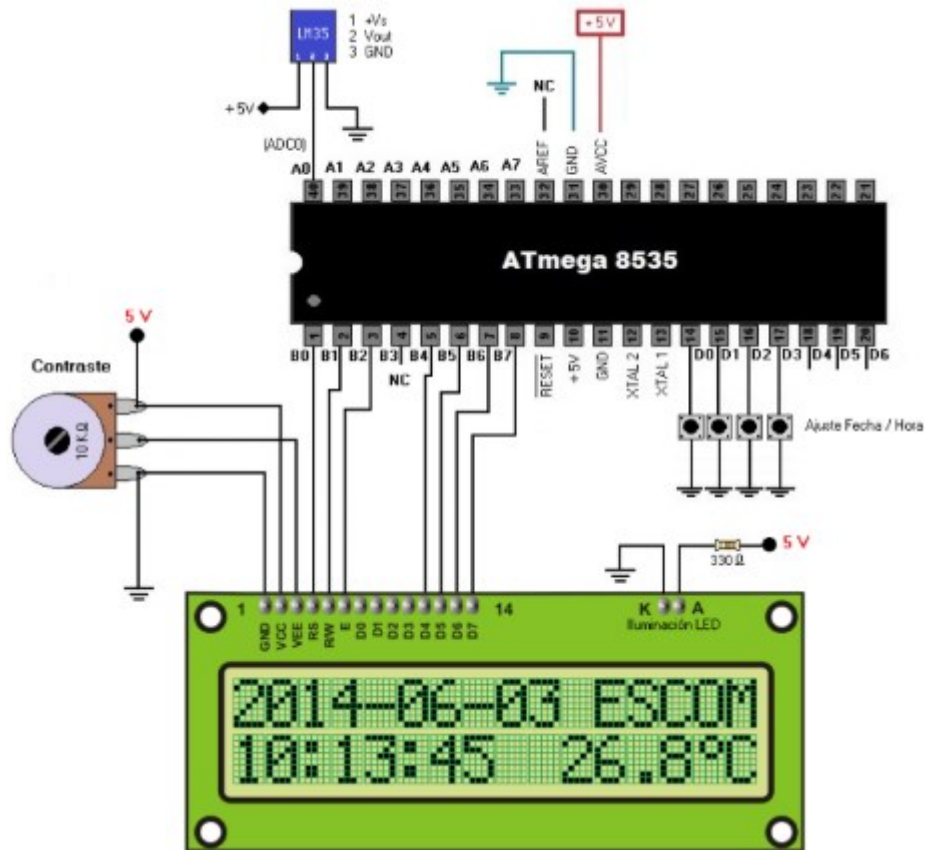 LM35
1 +Vs
2 Vout
3 GND
1 2 3
+5V
+5V
(ADC0)
NC
AREF
GND
AVCC
A0 A1 A2 A3 A4 A5 A6 A7
40 39 38 37 36 35 34 33 32 31 30 29 28 27 26 25 24 23 22 21
ATmega 8535
1 2 3 4 5 6 7 8 9 10 11 12 13 14 15 16 17 18 19 20
B0 B1 B2 B3 B4 B5 B6 B7
NC
RESET
+5V
GND
XTAL 2
XTAL 1
D0 D1 D2 D3 D4 D5 D6
5 V
Contraste
10 KΩ
Ajuste Fecha / Hora
5 V
330 Ω
1
14
GND VCC VEE RS R/W E D0 D1 D2 D3 D4 D5 D6 D7
K A
Iluminación LED
2014-06-03 ESCOM
10:13:45 26.8ºC